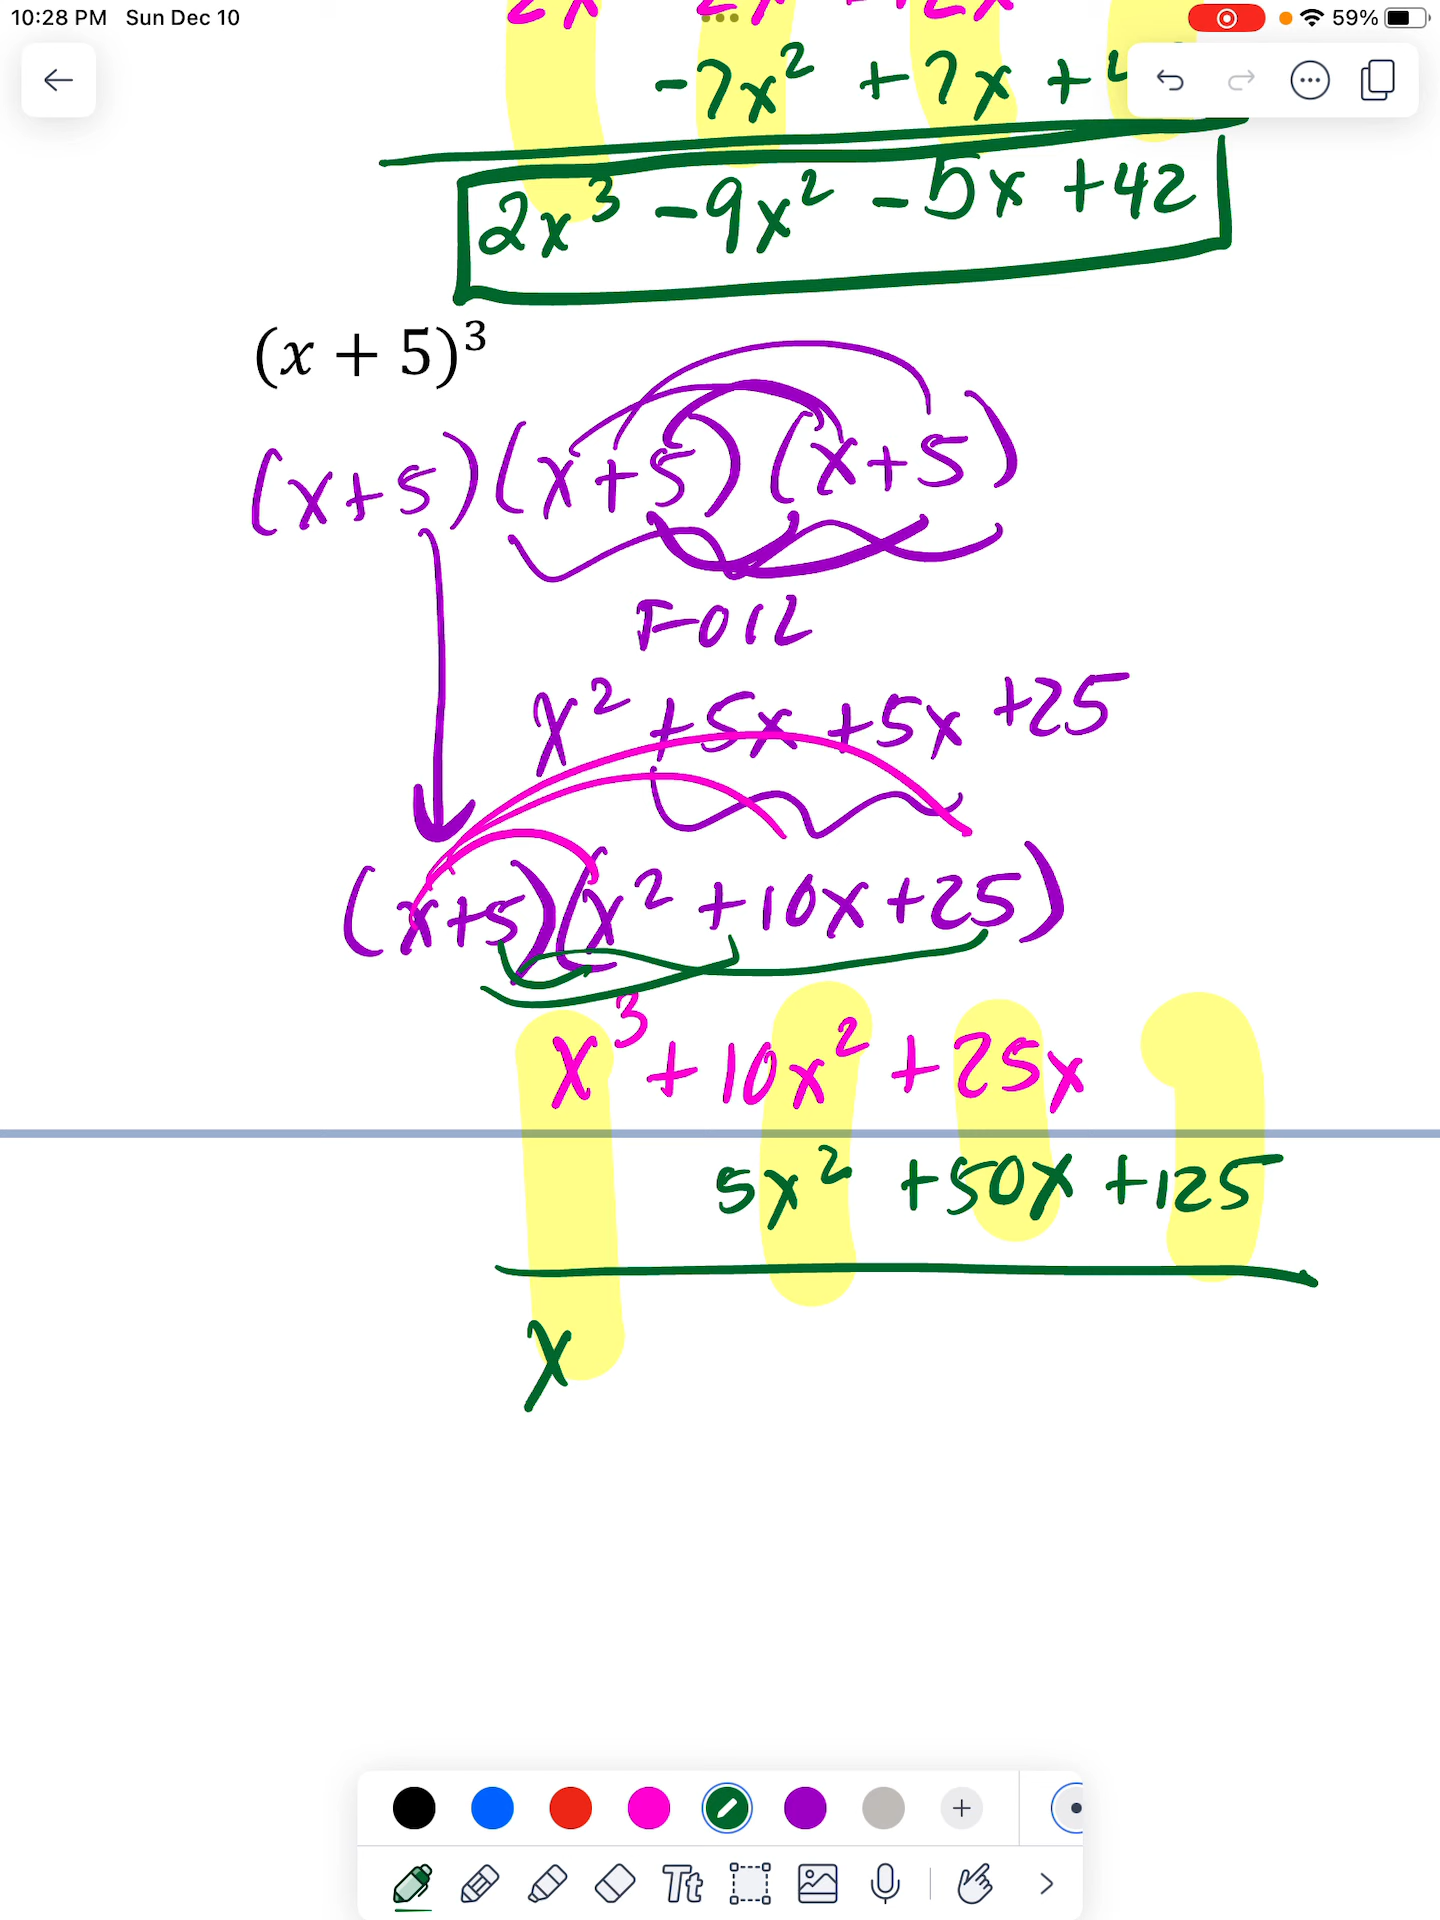 10:28 PM Sun Dec 10 59%
-7x² +7x +
2x³ -9x² -5x +42
(x + 5)³
(x+5)(x+5)(x+5)
FOIL
x² +5x +5x +25
(x+5)(x² +10x+25)
x³ +10x² +25x
5x² +50x +125
x
Tt